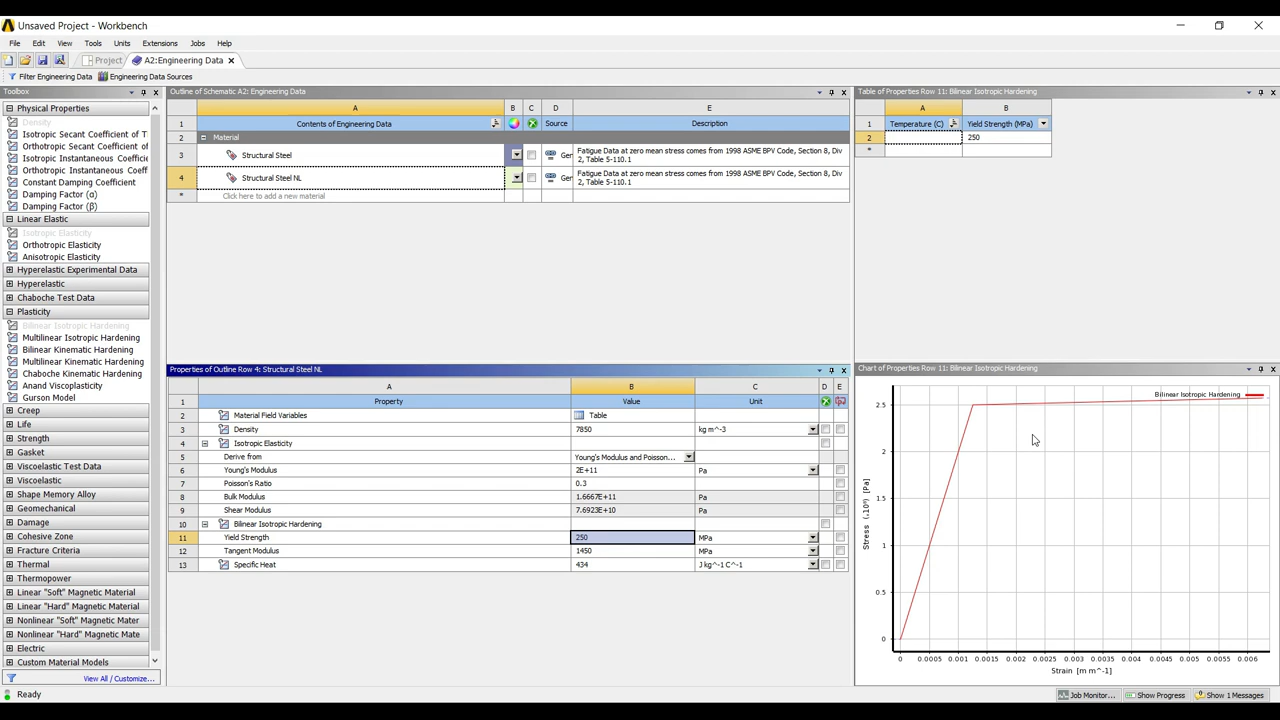 Unsaved Project - Workbench
File Edit View Tools Units Extensions Jobs Help
Project A2:Engineering Data
Filter Engineering Data Engineering Data Sources
Toolbox
Physical Properties
Density
Isotropic Secant Coefficient of T
Orthotropic Secant Coefficient of
Isotropic Instantaneous Coefficient
Orthotropic Instantaneous Coeffi
Constant Damping Coefficient
Damping Factor (α)
Damping Factor (β)
Linear Elastic
Isotropic Elasticity
Orthotropic Elasticity
Anisotropic Elasticity
Hyperelastic Experimental Data
Hyperelastic
Chaboche Test Data
Plasticity
Bilinear Isotropic Hardening
Multilinear Isotropic Hardening
Bilinear Kinematic Hardening
Multilinear Kinematic Hardening
Chaboche Kinematic Hardening
Anand Viscoplasticity
Gurson Model
Creep
Life
Strength
Gasket
Viscoelastic Test Data
Viscoelastic
Shape Memory Alloy
Geomechanical
Damage
Cohesive Zone
Fracture Criteria
Thermal
Thermopower
Linear "Soft" Magnetic Material
Linear "Hard" Magnetic Material
Nonlinear "Soft" Magnetic Mater
Nonlinear "Hard" Magnetic Mate
Electric
Custom Material Models
View All / Customize...
Outline of Schematic A2: Engineering Data
A B C D E
1 Contents of Engineering Data Source Description
2 Material
3 Structural Steel Gen Fatigue Data at zero mean stress comes from 1998 ASME BPV Code, Section 8, Div
2, Table 5-110.1
4 Structural Steel NL Gen Fatigue Data at zero mean stress comes from 1998 ASME BPV Code, Section 8, Div
2, Table 5-110.1
* Click here to add a new material
Properties of Outline Row 4: Structural Steel NL
A B C D E
1 Property Value Unit
2 Material Field Variables Table
3 Density 7850 kg m^-3
4 Isotropic Elasticity
5 Derive from Young's Modulus and Poisson...
6 Young's Modulus 2E+11 Pa
7 Poisson's Ratio 0.3
8 Bulk Modulus 1.6667E+11 Pa
9 Shear Modulus 7.6923E+10 Pa
10 Bilinear Isotropic Hardening
11 Yield Strength 250 MPa
12 Tangent Modulus 1450 MPa
13 Specific Heat 434 J kg^-1 C^-1
Table of Properties Row 11: Bilinear Isotropic Hardening
A B
1 Temperature (C) Yield Strength (MPa)
2 250
*
Chart of Properties Row 11: Bilinear Isotropic Hardening
Bilinear Isotropic Hardening
2.5
2
1.5
1
0.5
0
Stress (.10⁸) [Pa]
0 0.0005 0.001 0.0015 0.002 0.0025 0.003 0.0035 0.004 0.0045 0.005 0.0055 0.006
Strain [m m^-1]
Ready
Job Monitor... Show Progress Show 1 Messages